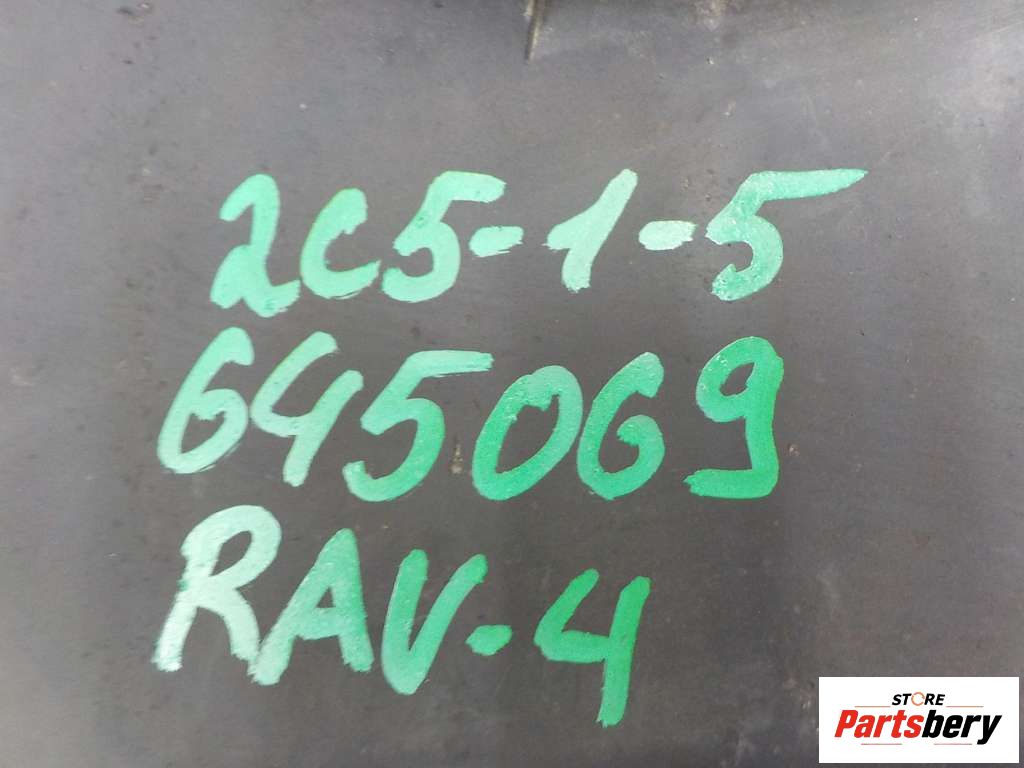 2C5-1-5
645069
RAV-4
STORE
Partsbery